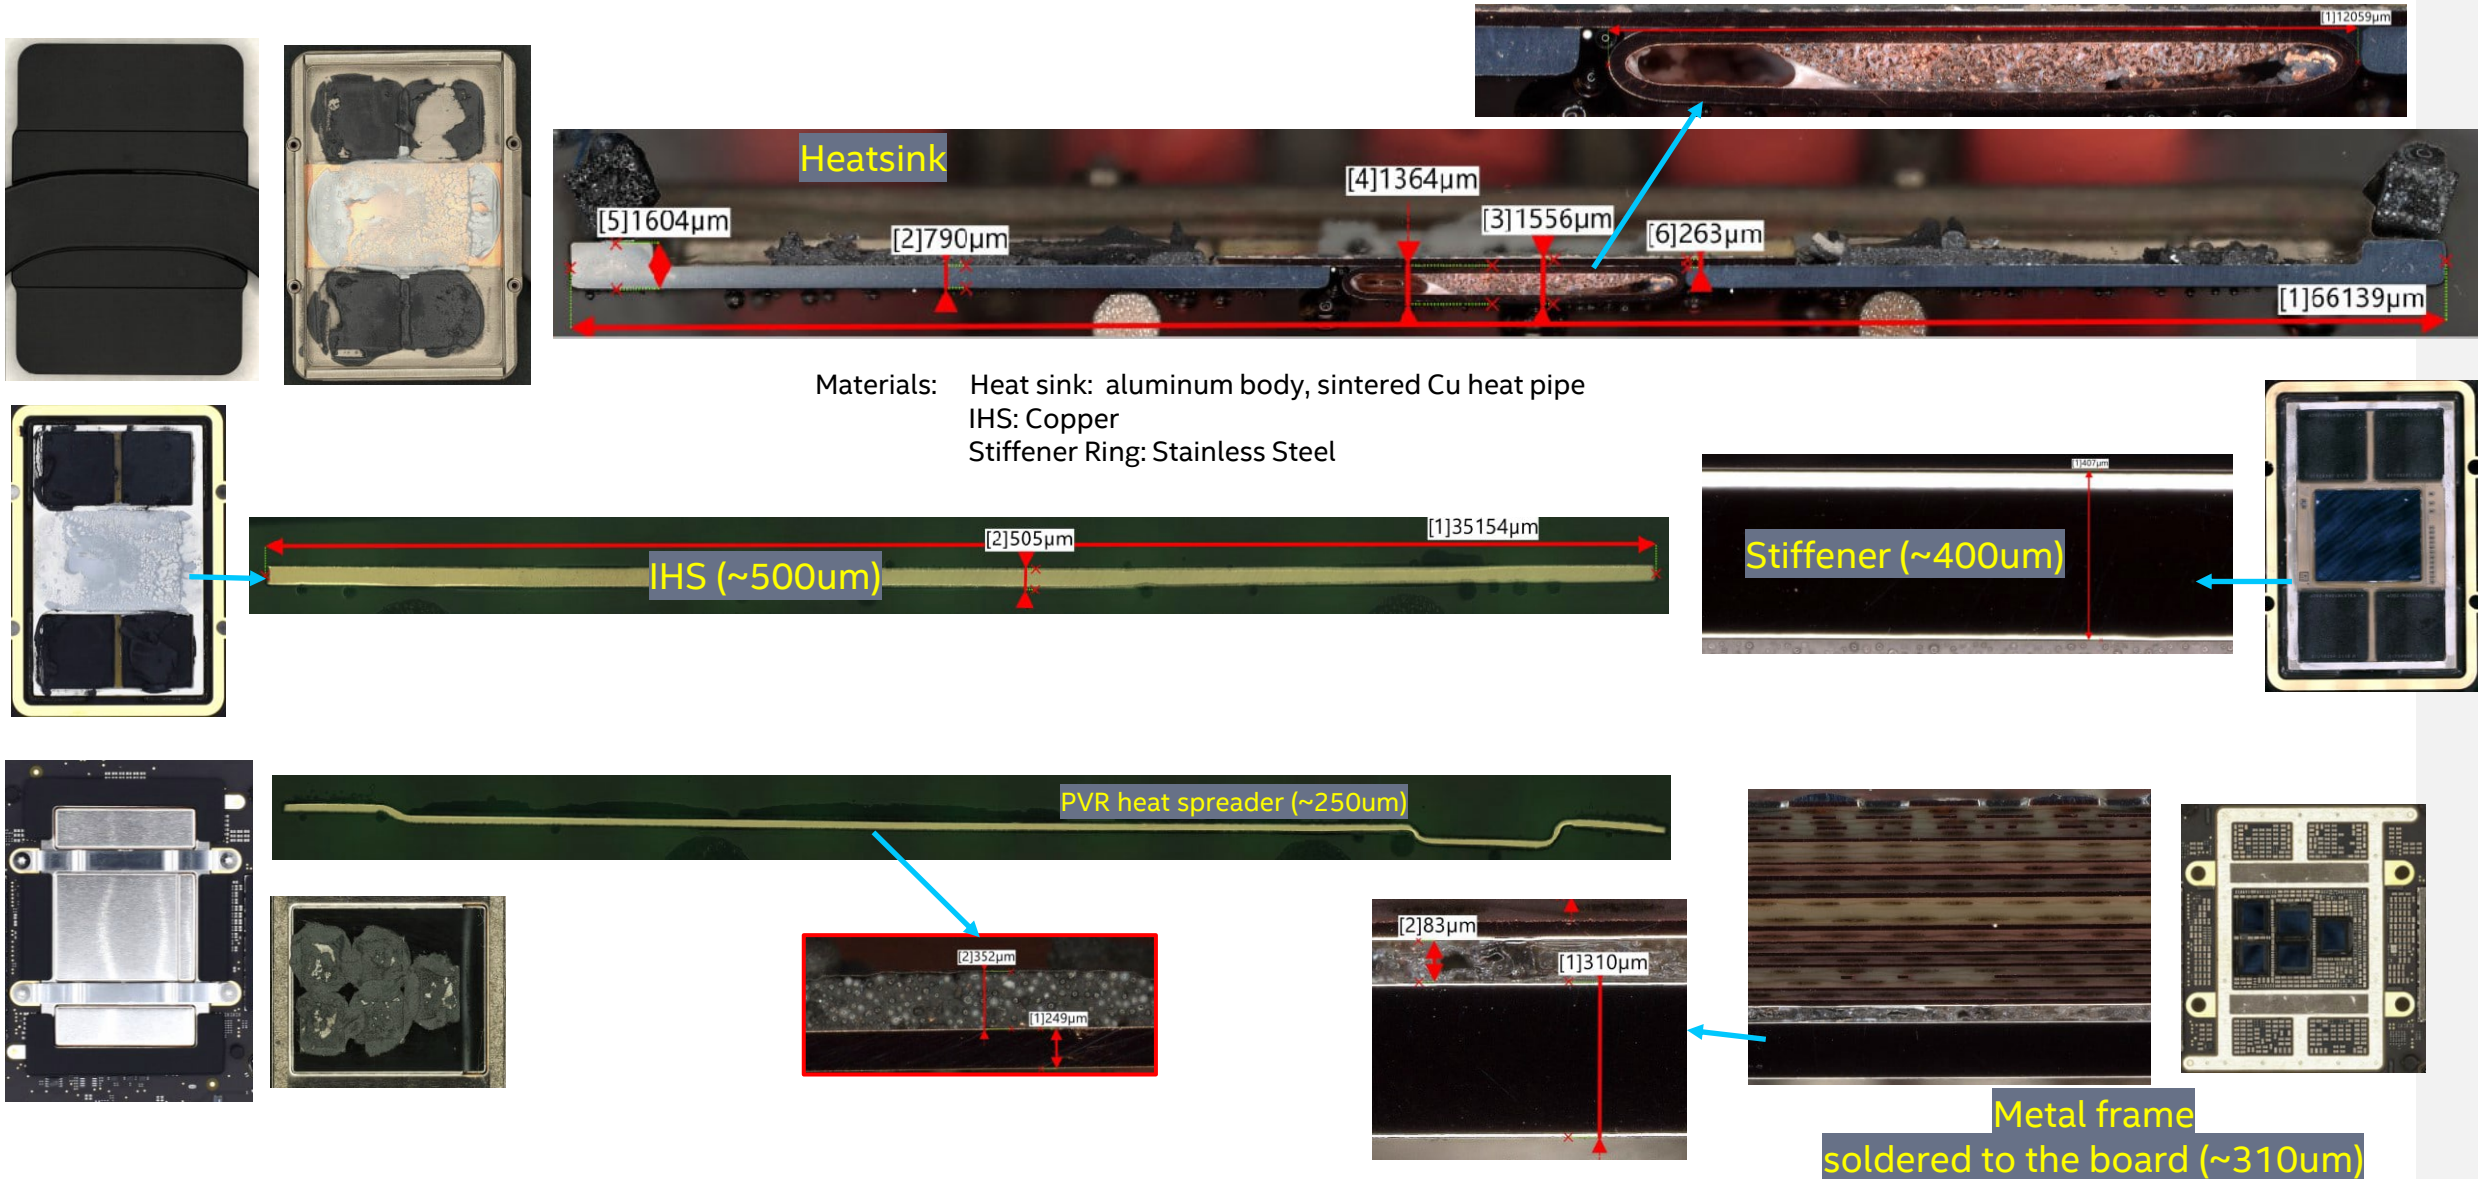 [1]12059µm
Heatsink
[4]1364µm
[5]1604µm
[2]790µm
[3]1556µm
[6]263µm
[1]66139µm
Materials: Heat sink: aluminum body, sintered Cu heat pipe
IHS: Copper
Stiffener Ring: Stainless Steel
[1]407µm
[2]505µm
[1]35154µm
IHS (~500um)
Stiffener (~400um)
PVR heat spreader (~250um)
[2]352µm
[1]249µm
[2]83µm
[1]310µm
Metal frame
soldered to the board (~310um)